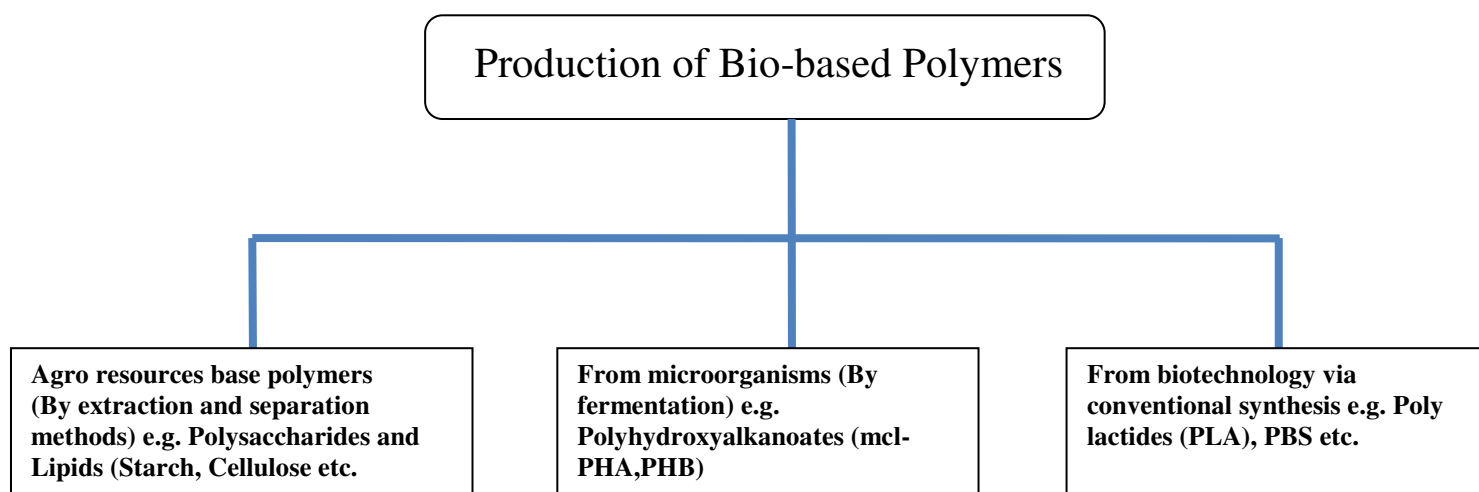 Production of Bio-based Polymers
Agro resources base polymers
(By extraction and separation
methods) e.g. Polysaccharides and
Lipids (Starch, Cellulose etc.
From microorganisms (By
fermentation) e.g.
Polyhydroxyalkanoates (mcl-
PHA,PHB)
From biotechnology via
conventional synthesis e.g. Poly
lactides (PLA), PBS etc.